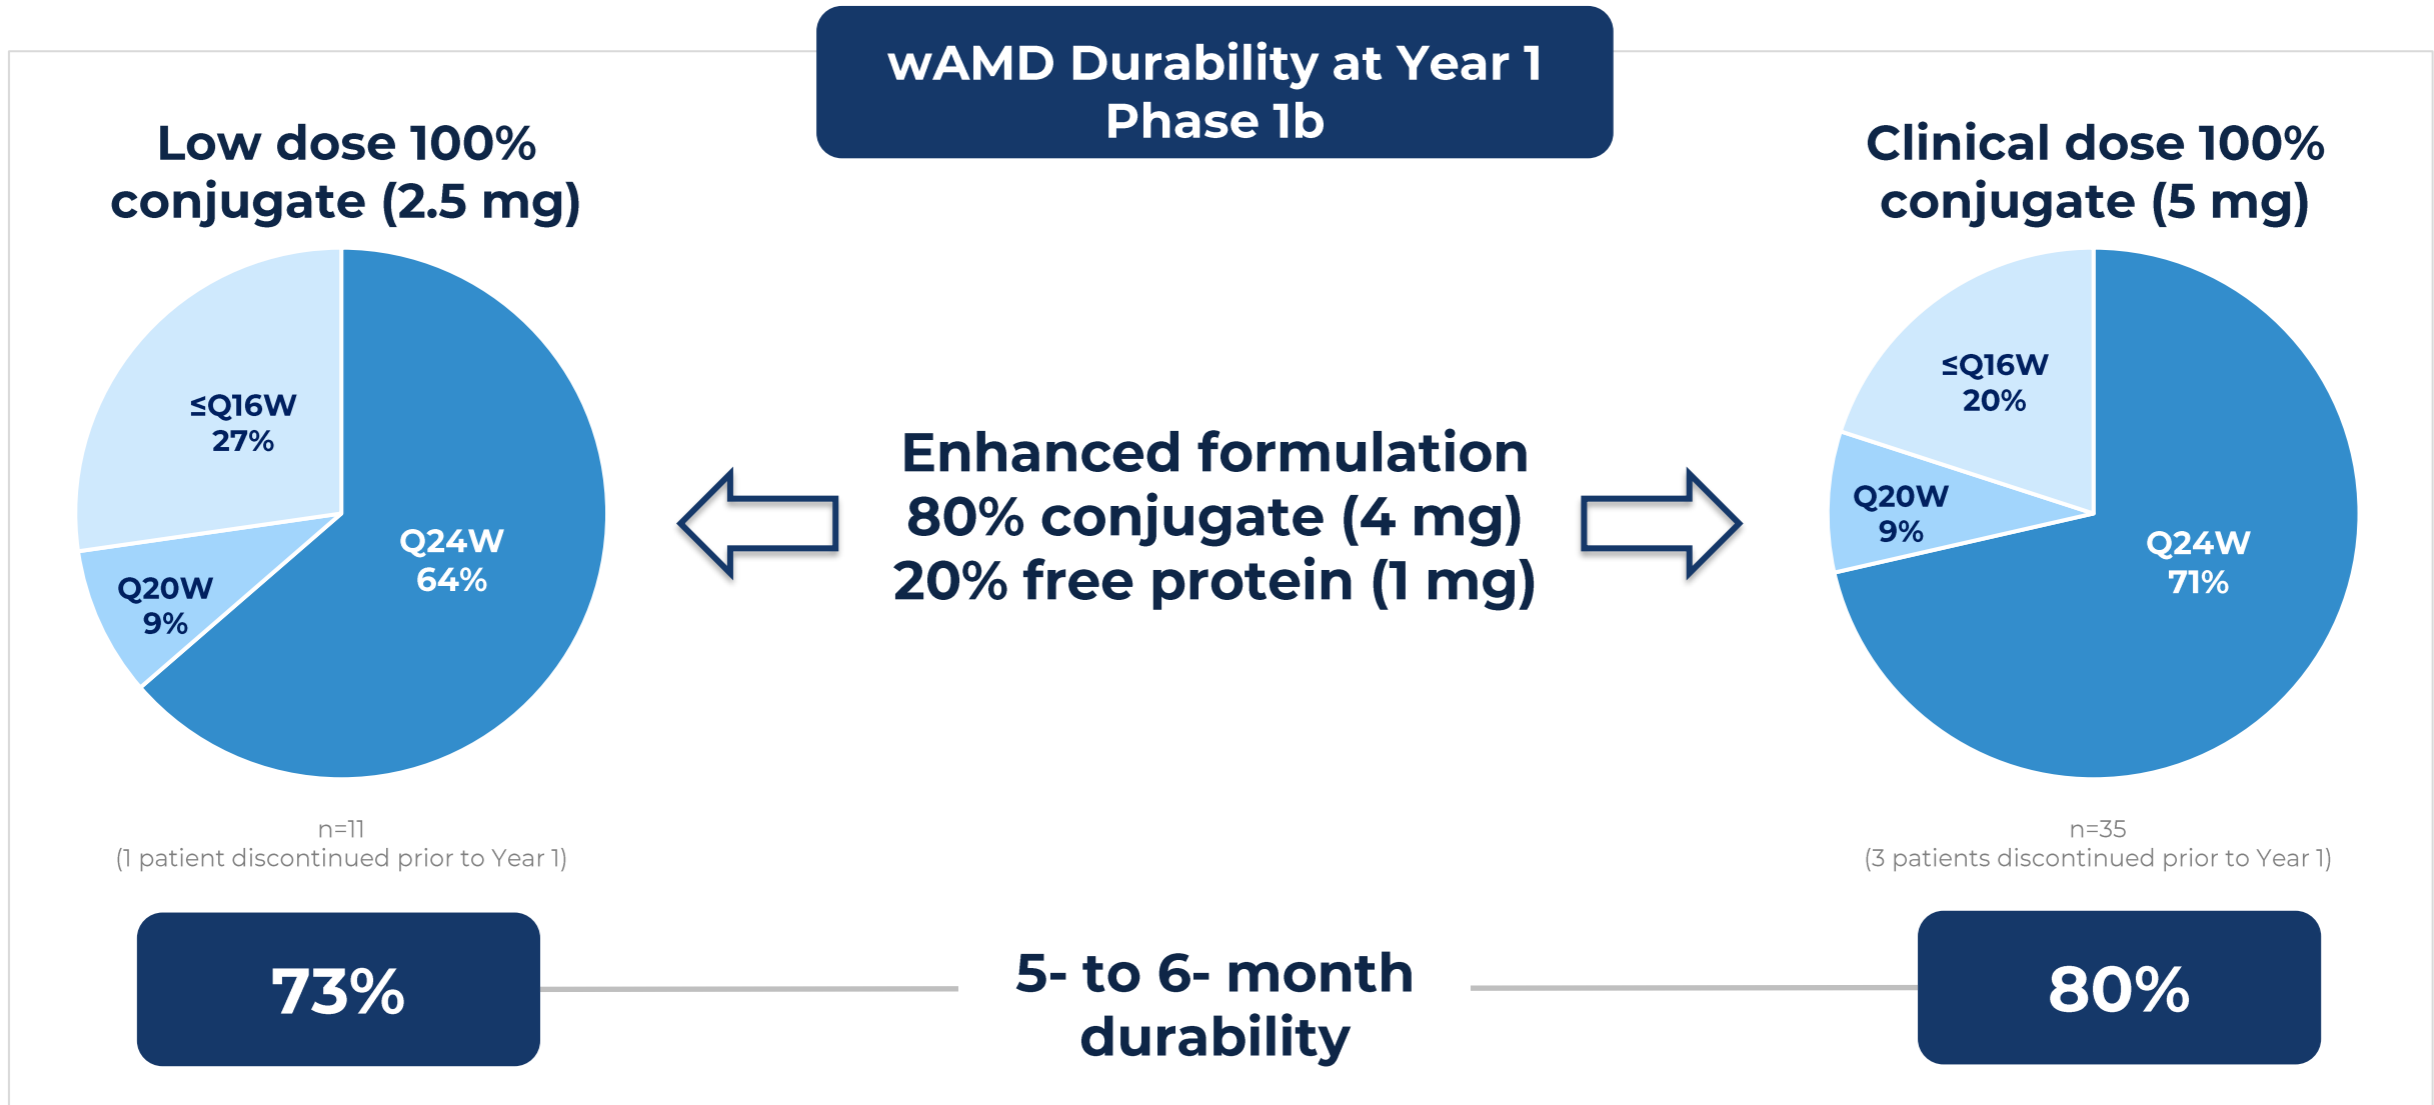 wAMD Durability at Year 1
Phase 1b
Low dose 100%
conjugate (2.5 mg)
≤Q16W
27%
Q20W
9%
Q24W
64%
n=11
(1 patient discontinued prior to Year 1)
73%
Enhanced formulation
80% conjugate (4 mg)
20% free protein (1 mg)
5- to 6- month
durability
Clinical dose 100%
conjugate (5 mg)
≤Q16W
20%
Q20W
9%
Q24W
71%
n=35
(3 patients discontinued prior to Year 1)
80%